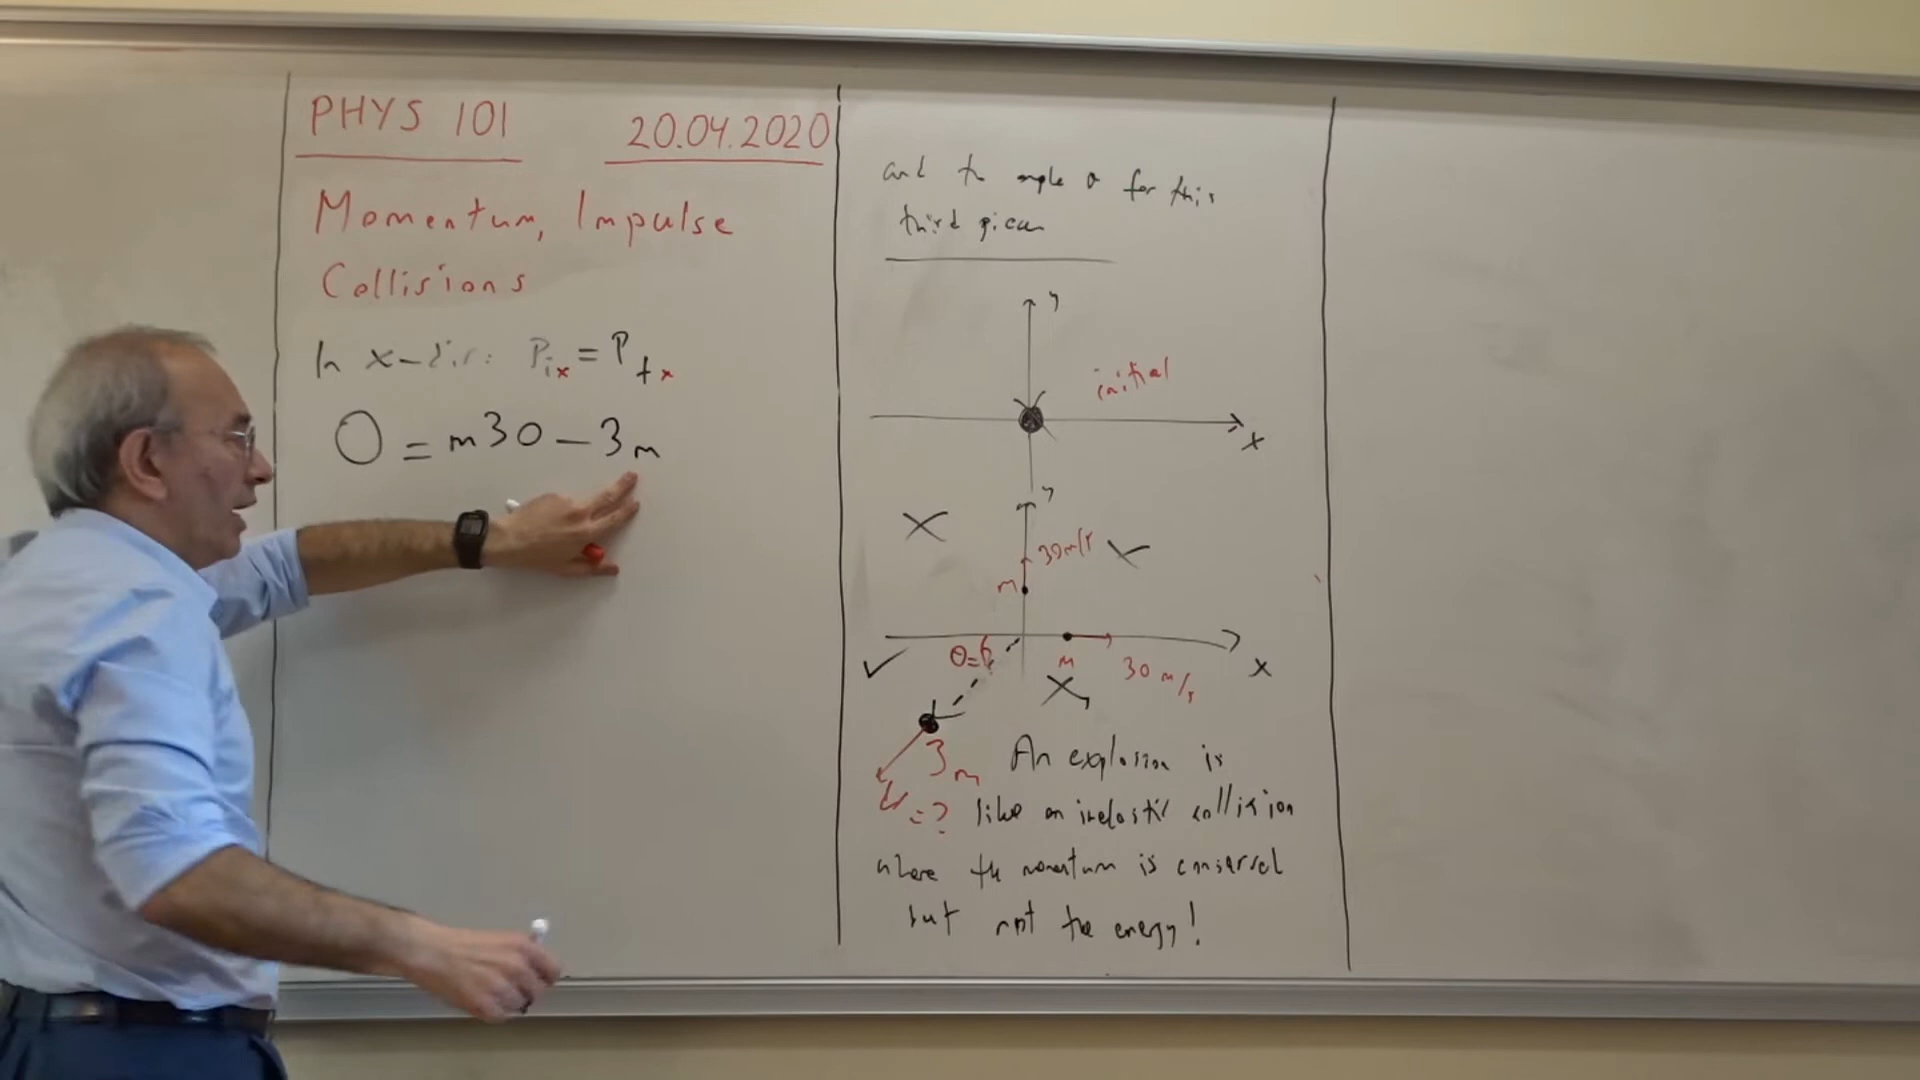 PHYS 101 20.04.2020
Momentum, Impulse
Collisions
In x-dir: Pix = Pfx
0 = m30 - 3m
and the angle θ for this
third piece
y
initial
x
y
30 m/s
m
θ=?
m
30 m/s
x
3m
v=?
An explosion is
like an inelastic collision
where the momentum is conserved
but not the energy!